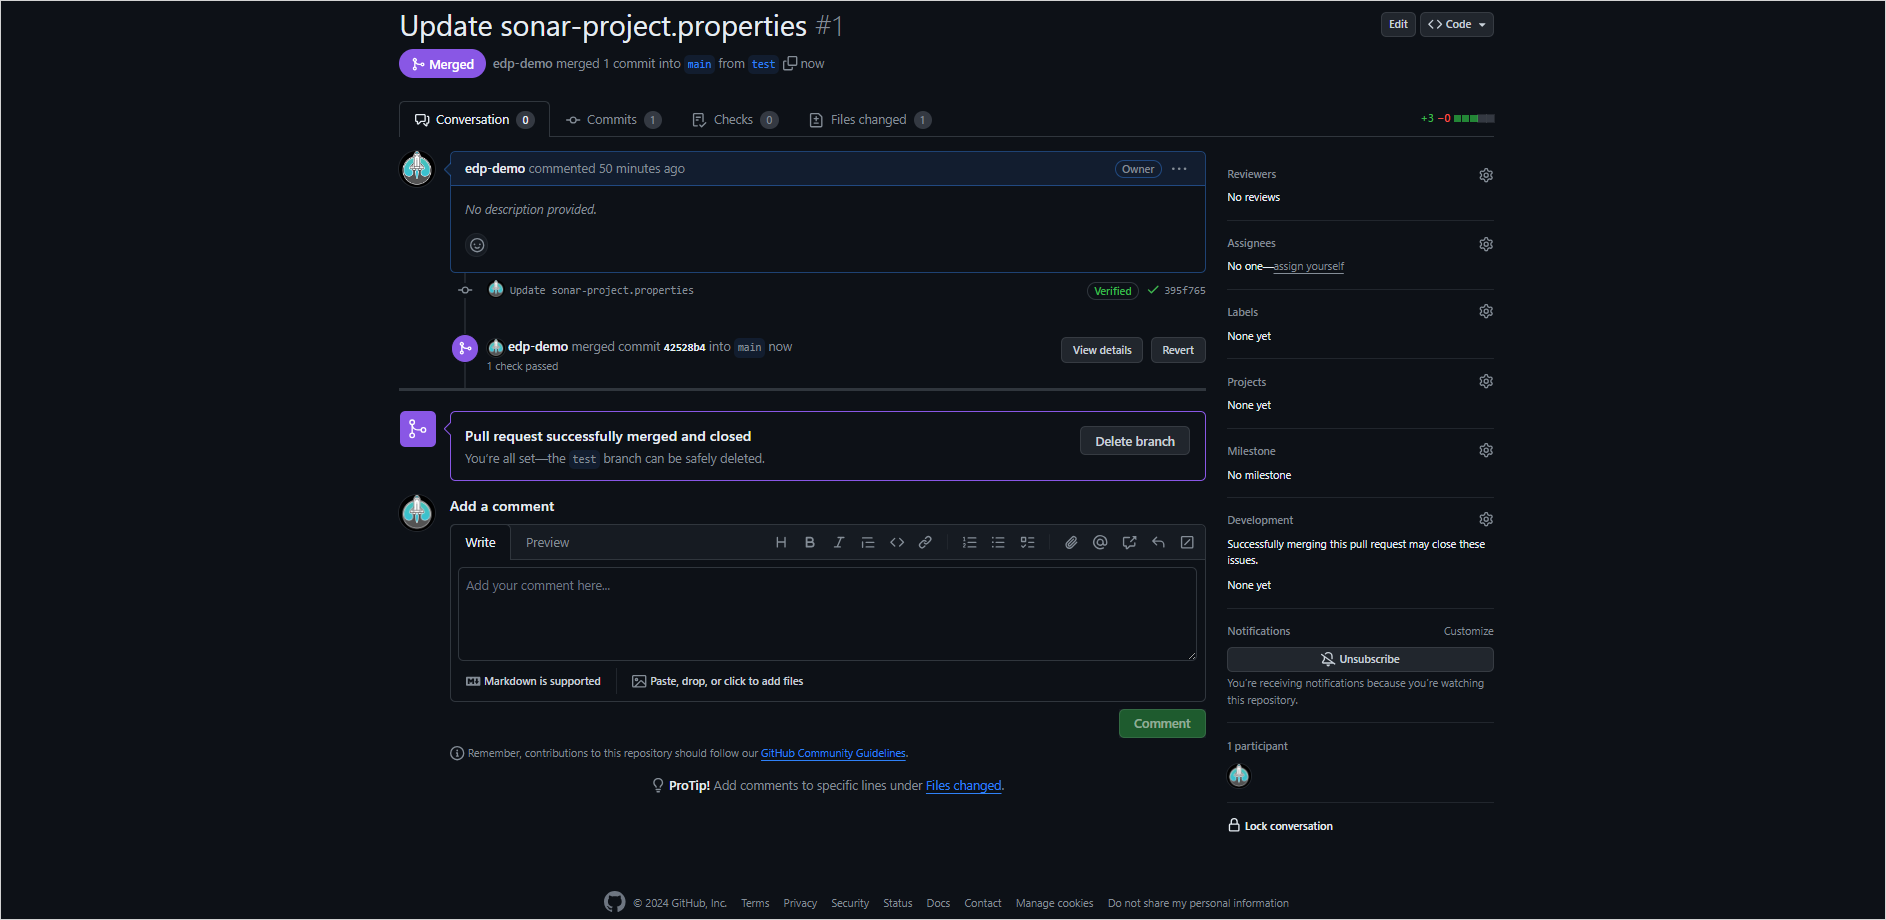 Update sonar-project.properties #1
Edit
Code
Merged
edp-demo merged 1 commit into main from test now
Conversation 0
Commits 1
Checks 0
Files changed 1
+3 −0
edp-demo commented 50 minutes ago
Owner
No description provided.
Update sonar-project.properties
Verified
395f765
edp-demo merged commit 42528b4 into main now
1 check passed
View details
Revert
Pull request successfully merged and closed
You're all set—the test branch can be safely deleted.
Delete branch
Add a comment
Write
Preview
Add your comment here...
Markdown is supported
Paste, drop, or click to add files
Comment
Remember, contributions to this repository should follow our GitHub Community Guidelines.
ProTip! Add comments to specific lines under Files changed.
Reviewers
No reviews
Assignees
No one—assign yourself
Labels
None yet
Projects
None yet
Milestone
No milestone
Development
Successfully merging this pull request may close these
issues.
None yet
Notifications
Customize
Unsubscribe
You're receiving notifications because you're watching
this repository.
1 participant
Lock conversation
© 2024 GitHub, Inc.
Terms
Privacy
Security
Status
Docs
Contact
Manage cookies
Do not share my personal information